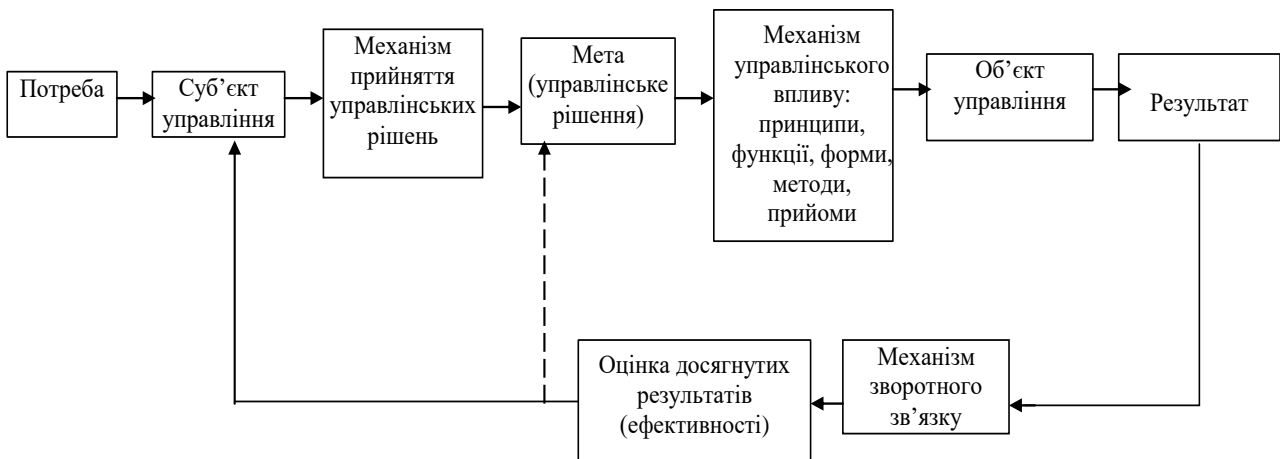 Потреба
Суб’єкт
управління
Механізм
прийняття
управлінських
рішень
Мета
(управлінське
рішення)
Механізм
управлінського
впливу:
принципи,
функції, форми,
методи,
прийоми
Об’єкт
управління
Результат
Оцінка досягнутих
результатів
(ефективності)
Механізм
зворотного
зв’язку